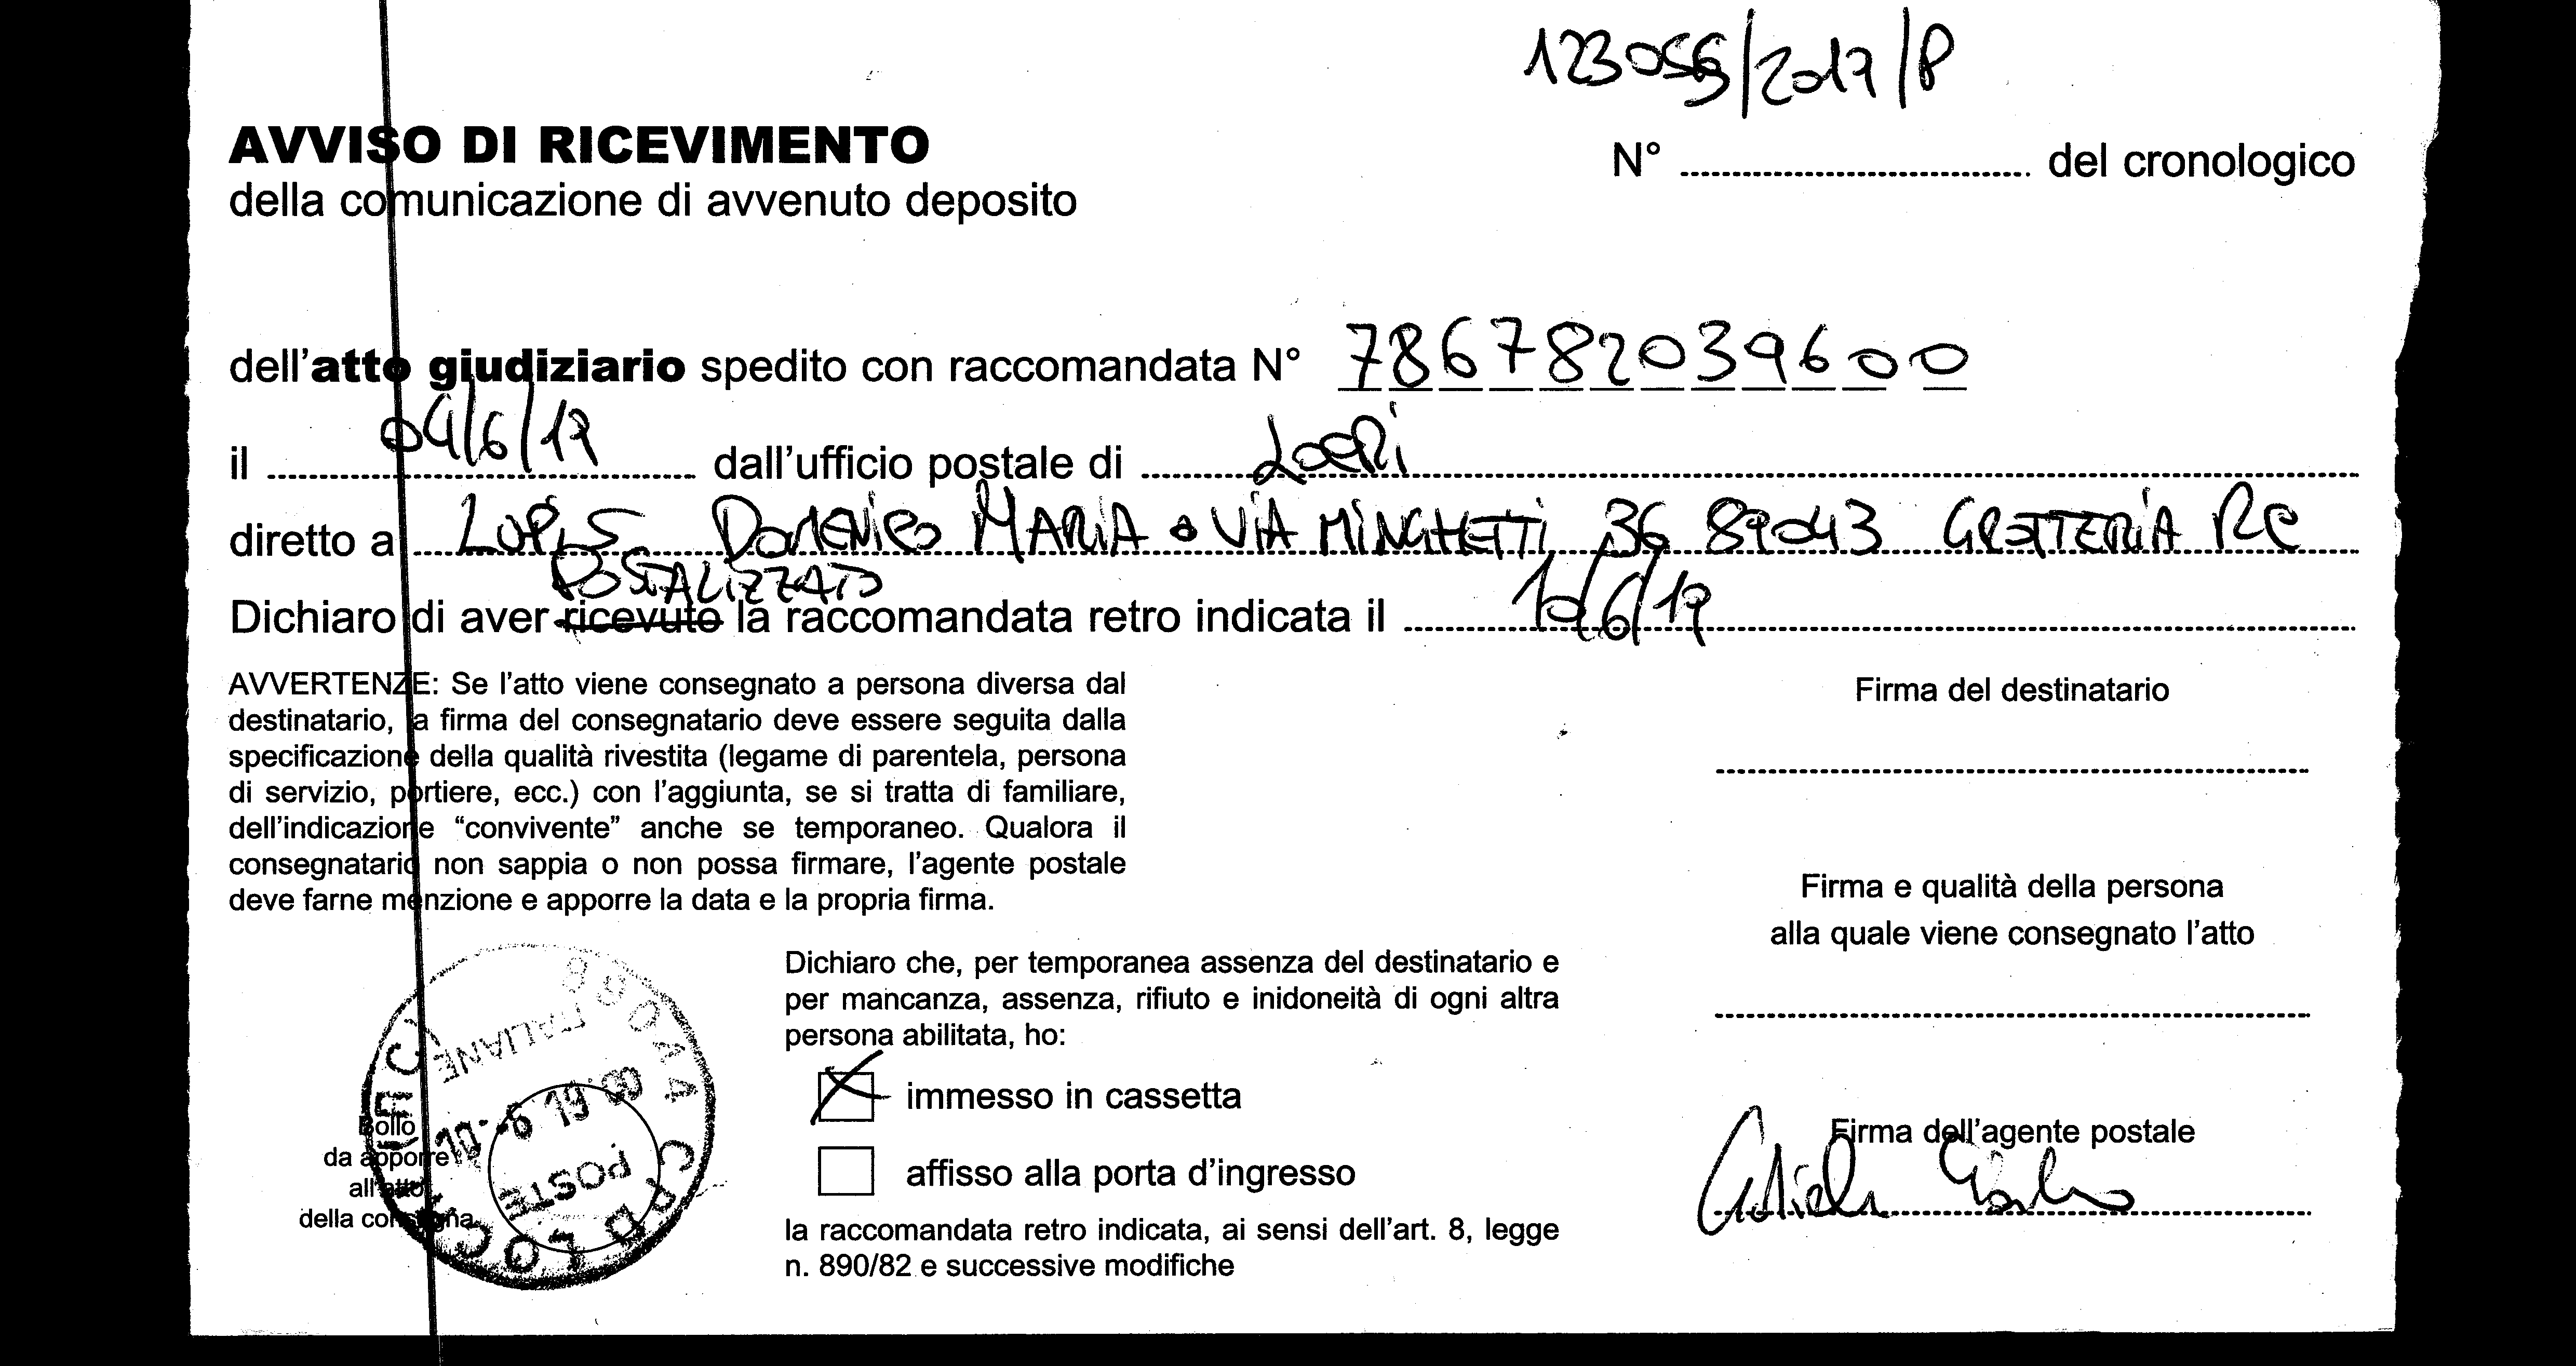 123055/2017/P
AVVISO DI RICEVIMENTO
N° ........ del cronologico
della comunicazione di avvenuto deposito
dell'atto giudiziario spedito con raccomandata N° 786782039600
il 04/6/19 dall'ufficio postale di Locri
diretto a Lopis Domenico MARIA VIA MINGHETTI 36 89043 GROTTERIA RC
POSTALIZZATO
Dichiaro di aver ricevuto la raccomandata retro indicata il 10/6/19
AVVERTENZE: Se l'atto viene consegnato a persona diversa dal
destinatario, la firma del consegnatario deve essere seguita dalla
specificazione della qualità rivestita (legame di parentela, persona
di servizio, portiere, ecc.) con l'aggiunta, se si tratta di familiare,
dell'indicazione “convivente” anche se temporaneo. Qualora il
consegnatario non sappia o non possa firmare, l'agente postale
deve farne menzione e apporre la data e la propria firma.
Firma del destinatario
Firma e qualità della persona
alla quale viene consegnato l'atto
Dichiaro che, per temporanea assenza del destinatario e
per mancanza, assenza, rifiuto e inidoneità di ogni altra
persona abilitata, ho:
immesso in cassetta
affisso alla porta d'ingresso
la raccomandata retro indicata, ai sensi dell'art. 8, legge
n. 890/82 e successive modifiche
Firma dell'agente postale
Bollo
da apporre
all'atto
della consegna
89044 CPD LOCRI
POSTE ITALIANE
10-6 19